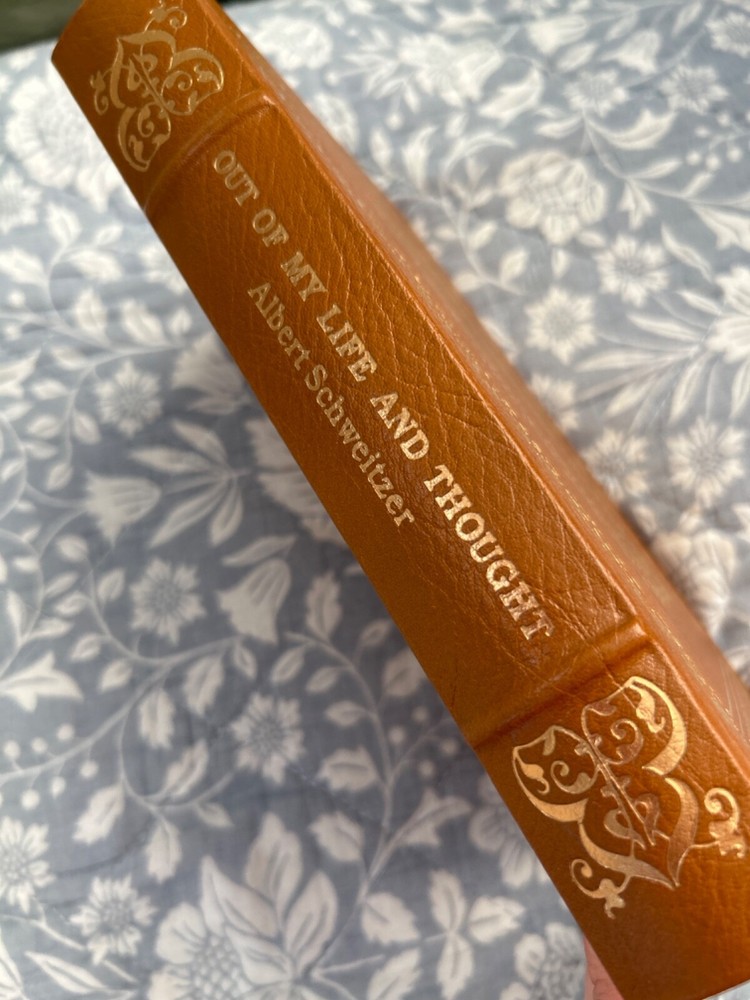 OUT OF MY LIFE AND THOUGHT
Albert Schweitzer